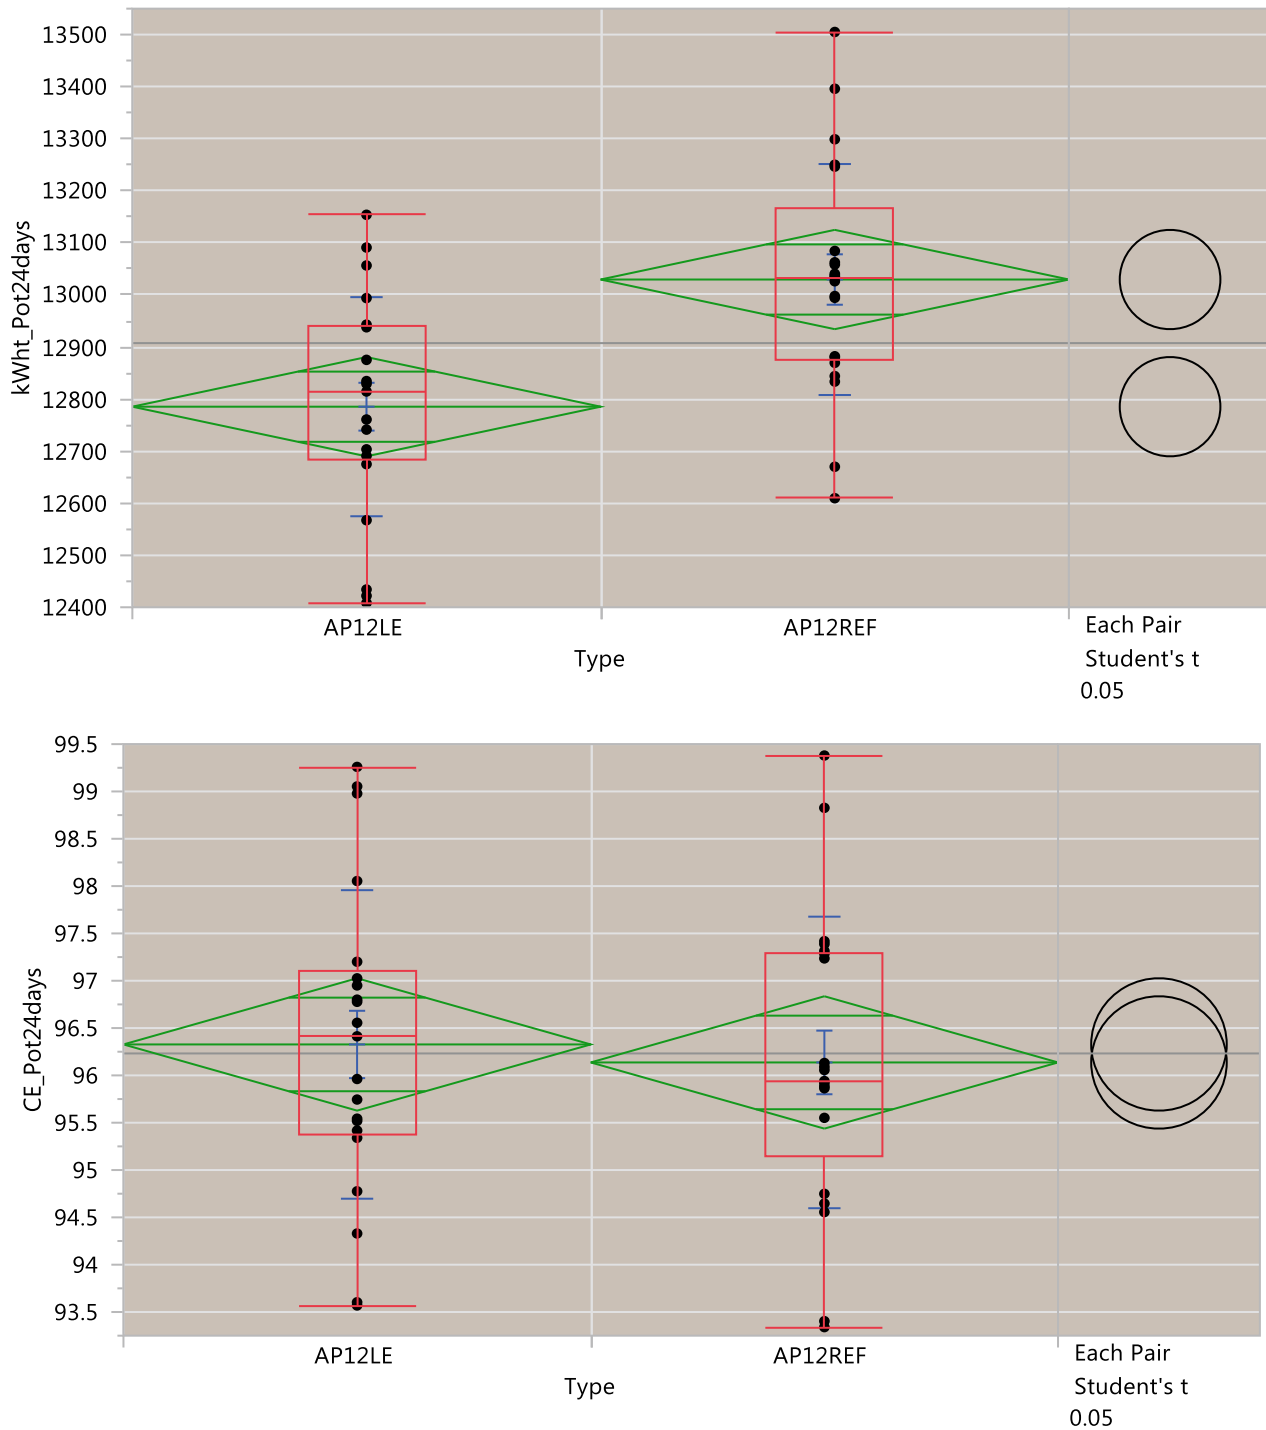 13500
13400
13300
13200
13100
13000
12900
12800
12700
12600
12500
12400
kWht_Pot24days
AP12LE
AP12REF
Type
Each Pair
Student's t
0.05
99.5
99
98.5
98
97.5
97
96.5
96
95.5
95
94.5
94
93.5
CE_Pot24days
AP12LE
AP12REF
Type
Each Pair
Student's t
0.05